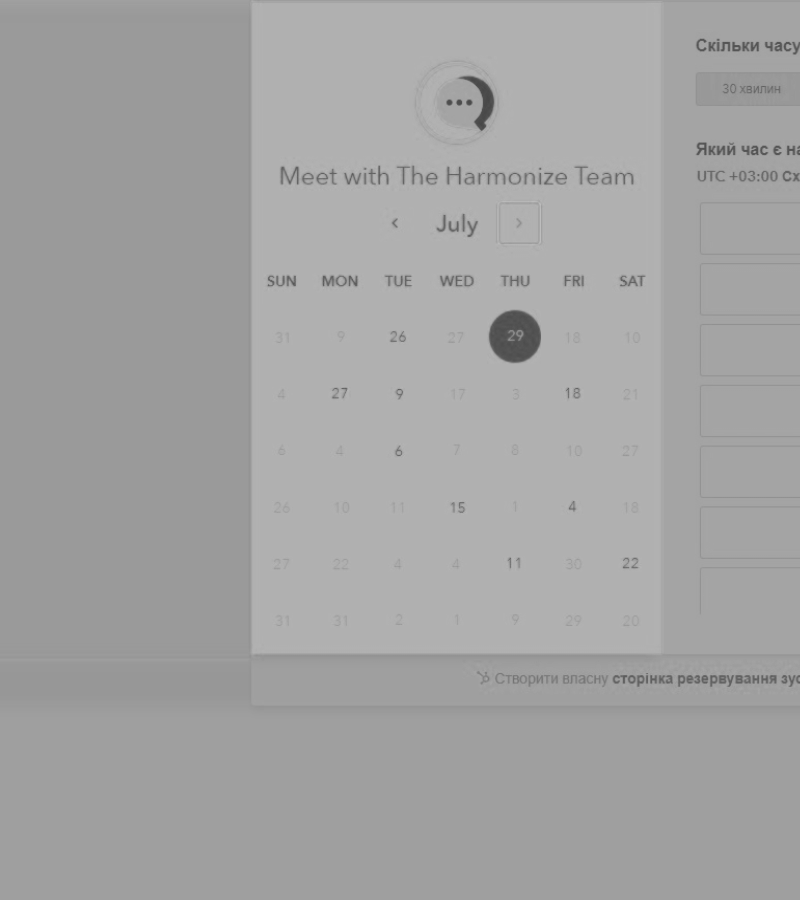 Meet with The Harmonize Team
July
SUN MON TUE WED THU FRI SAT
31 9 26 27 29 18 10
4 27 9 17 3 18 21
6 4 6 7 8 10 27
26 10 11 15 1 4 18
27 22 4 4 11 30 22
31 31 2 1 9 29 20
Скільки часу
30 хвилин
Який час є
UTC +03:00
Створити власну сторінка резервування